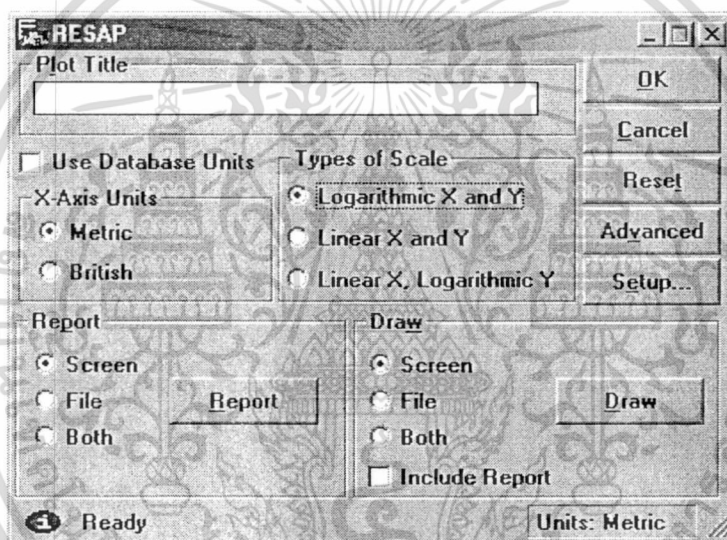 RESAP
Plot Title
OK
Cancel
Use Database Units
Types of Scale
Reset
X-Axis Units
Logarithmic X and Y
Metric
Linear X and Y
Advanced
British
Linear X, Logarithmic Y
Setup...
Report
Draw
Screen
Screen
File
Report
File
Draw
Both
Both
Include Report
Ready
Units: Metric